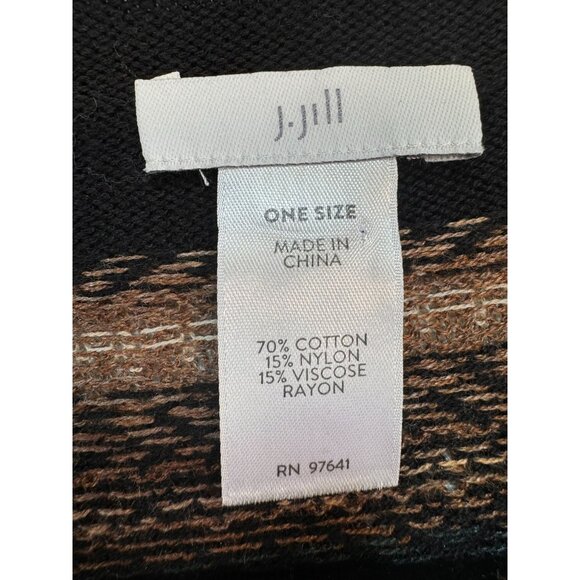 J.Jill
ONE SIZE
MADE IN
CHINA
70% COTTON
15% NYLON
15% VISCOSE
RAYON
RN 97641